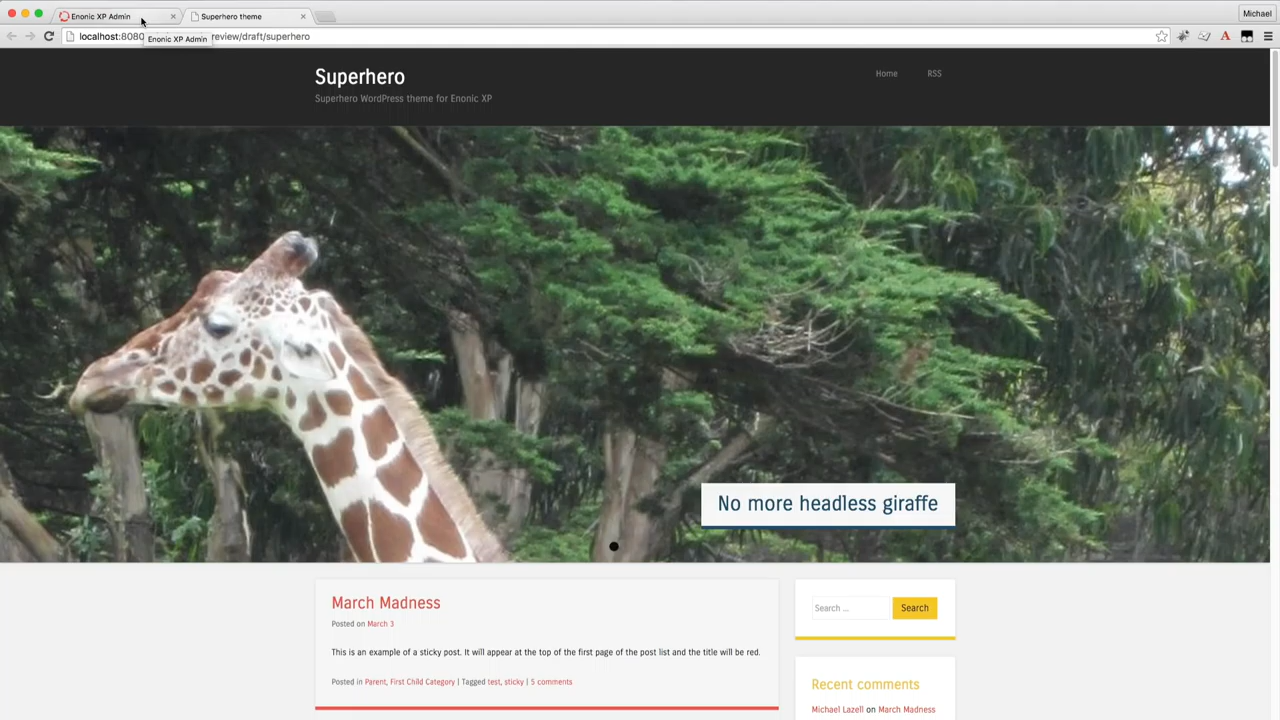 Enonic XP Admin
Superhero theme
Michael
localhost:8080
review/draft/superhero
Enonic XP Admin
Superhero
Superhero WordPress theme for Enonic XP
Home
RSS
No more headless giraffe
March Madness
Posted on March 3
This is an example of a sticky post. It will appear at the top of the first page of the post list and the title will be red.
Posted in Parent, First Child Category | Tagged test, sticky | 5 comments
Search ...
Search
Recent comments
Michael Lazell on March Madness